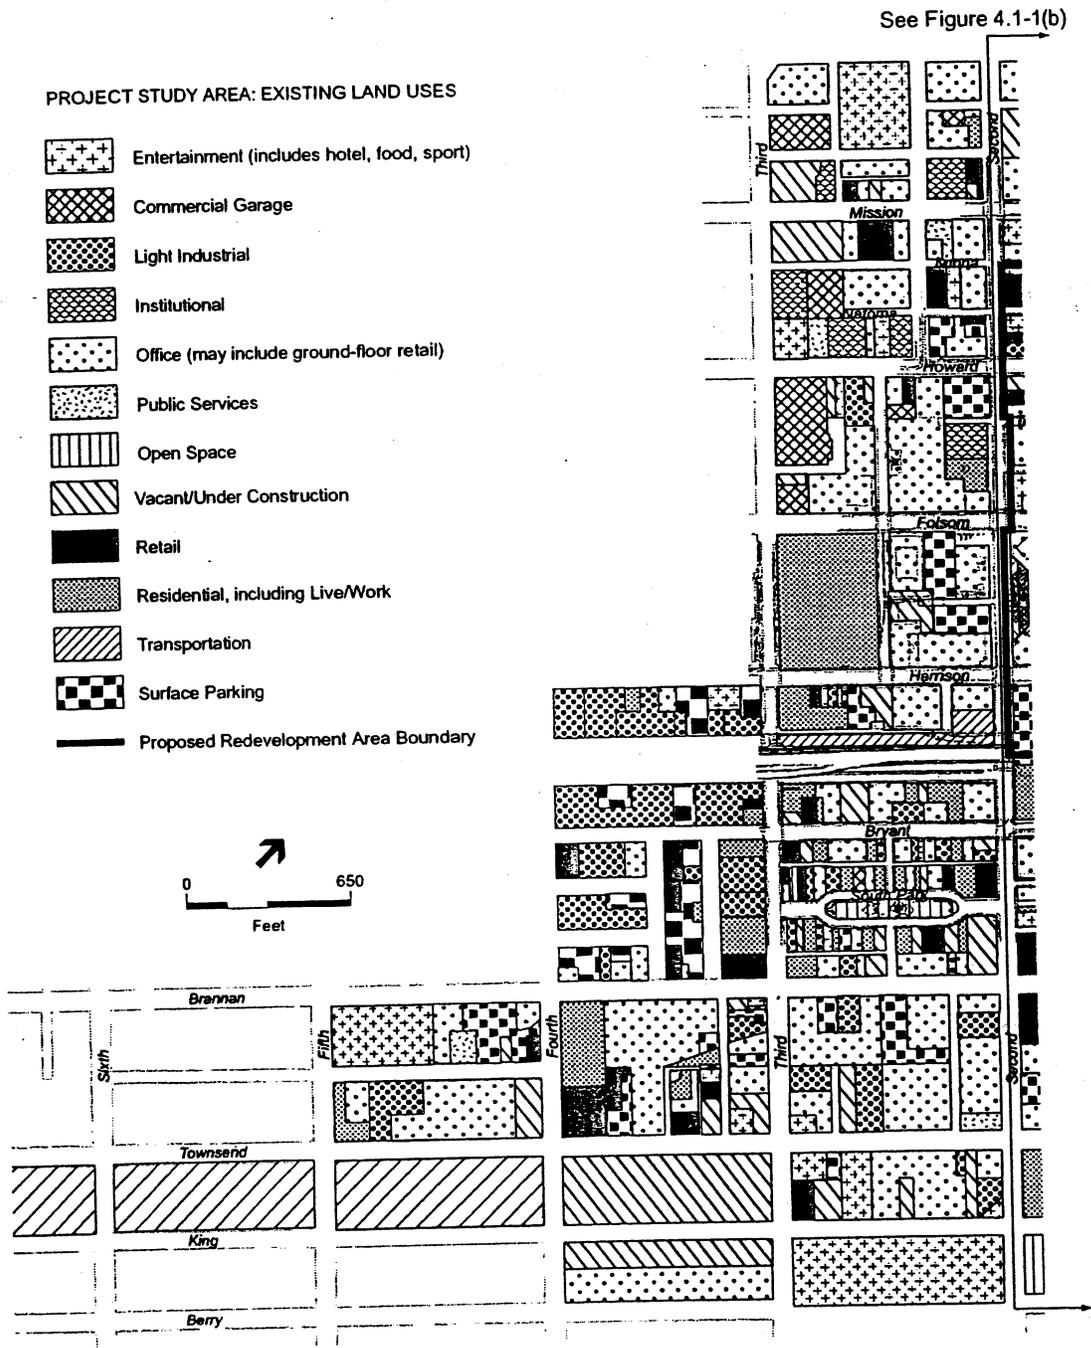 See Figure 4.1-1(b)
PROJECT STUDY AREA: EXISTING LAND USES
Entertainment (includes hotel, food, sport)
Commercial Garage
Light Industrial
Institutional
Office (may include ground-floor retail)
Public Services
Open Space
Vacant/Under Construction
Retail
Residential, including Live/Work
Transportation
Surface Parking
Proposed Redevelopment Area Boundary
0
650
Feet
Third
Second
Mission
Minna
Natoma
Howard
Folsom
Harrison
Bryant
South Park
Brannan
Sixth
Fifth
Fourth
Third
Second
Townsend
King
Berry